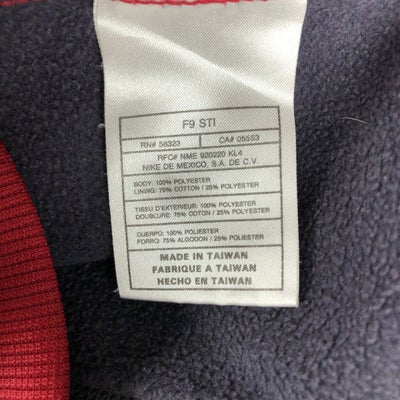 F9 STI
RN# 56323 CA# 05553
RFC# NME 920220 KL4
NIKE DE MEXICO, S.A. DE C.V.
BODY: 100% POLYESTER
LINING: 75% COTTON / 25% POLYESTER
TISSU D'EXTERIEUR: 100% POLYESTER
DOUBLURE: 75% COTON / 25% POLYESTER
CUERPO: 100% POLIESTER
FORRO: 75% ALGODON / 25% POLIESTER
MADE IN TAIWAN
FABRIQUE A TAIWAN
HECHO EN TAIWAN